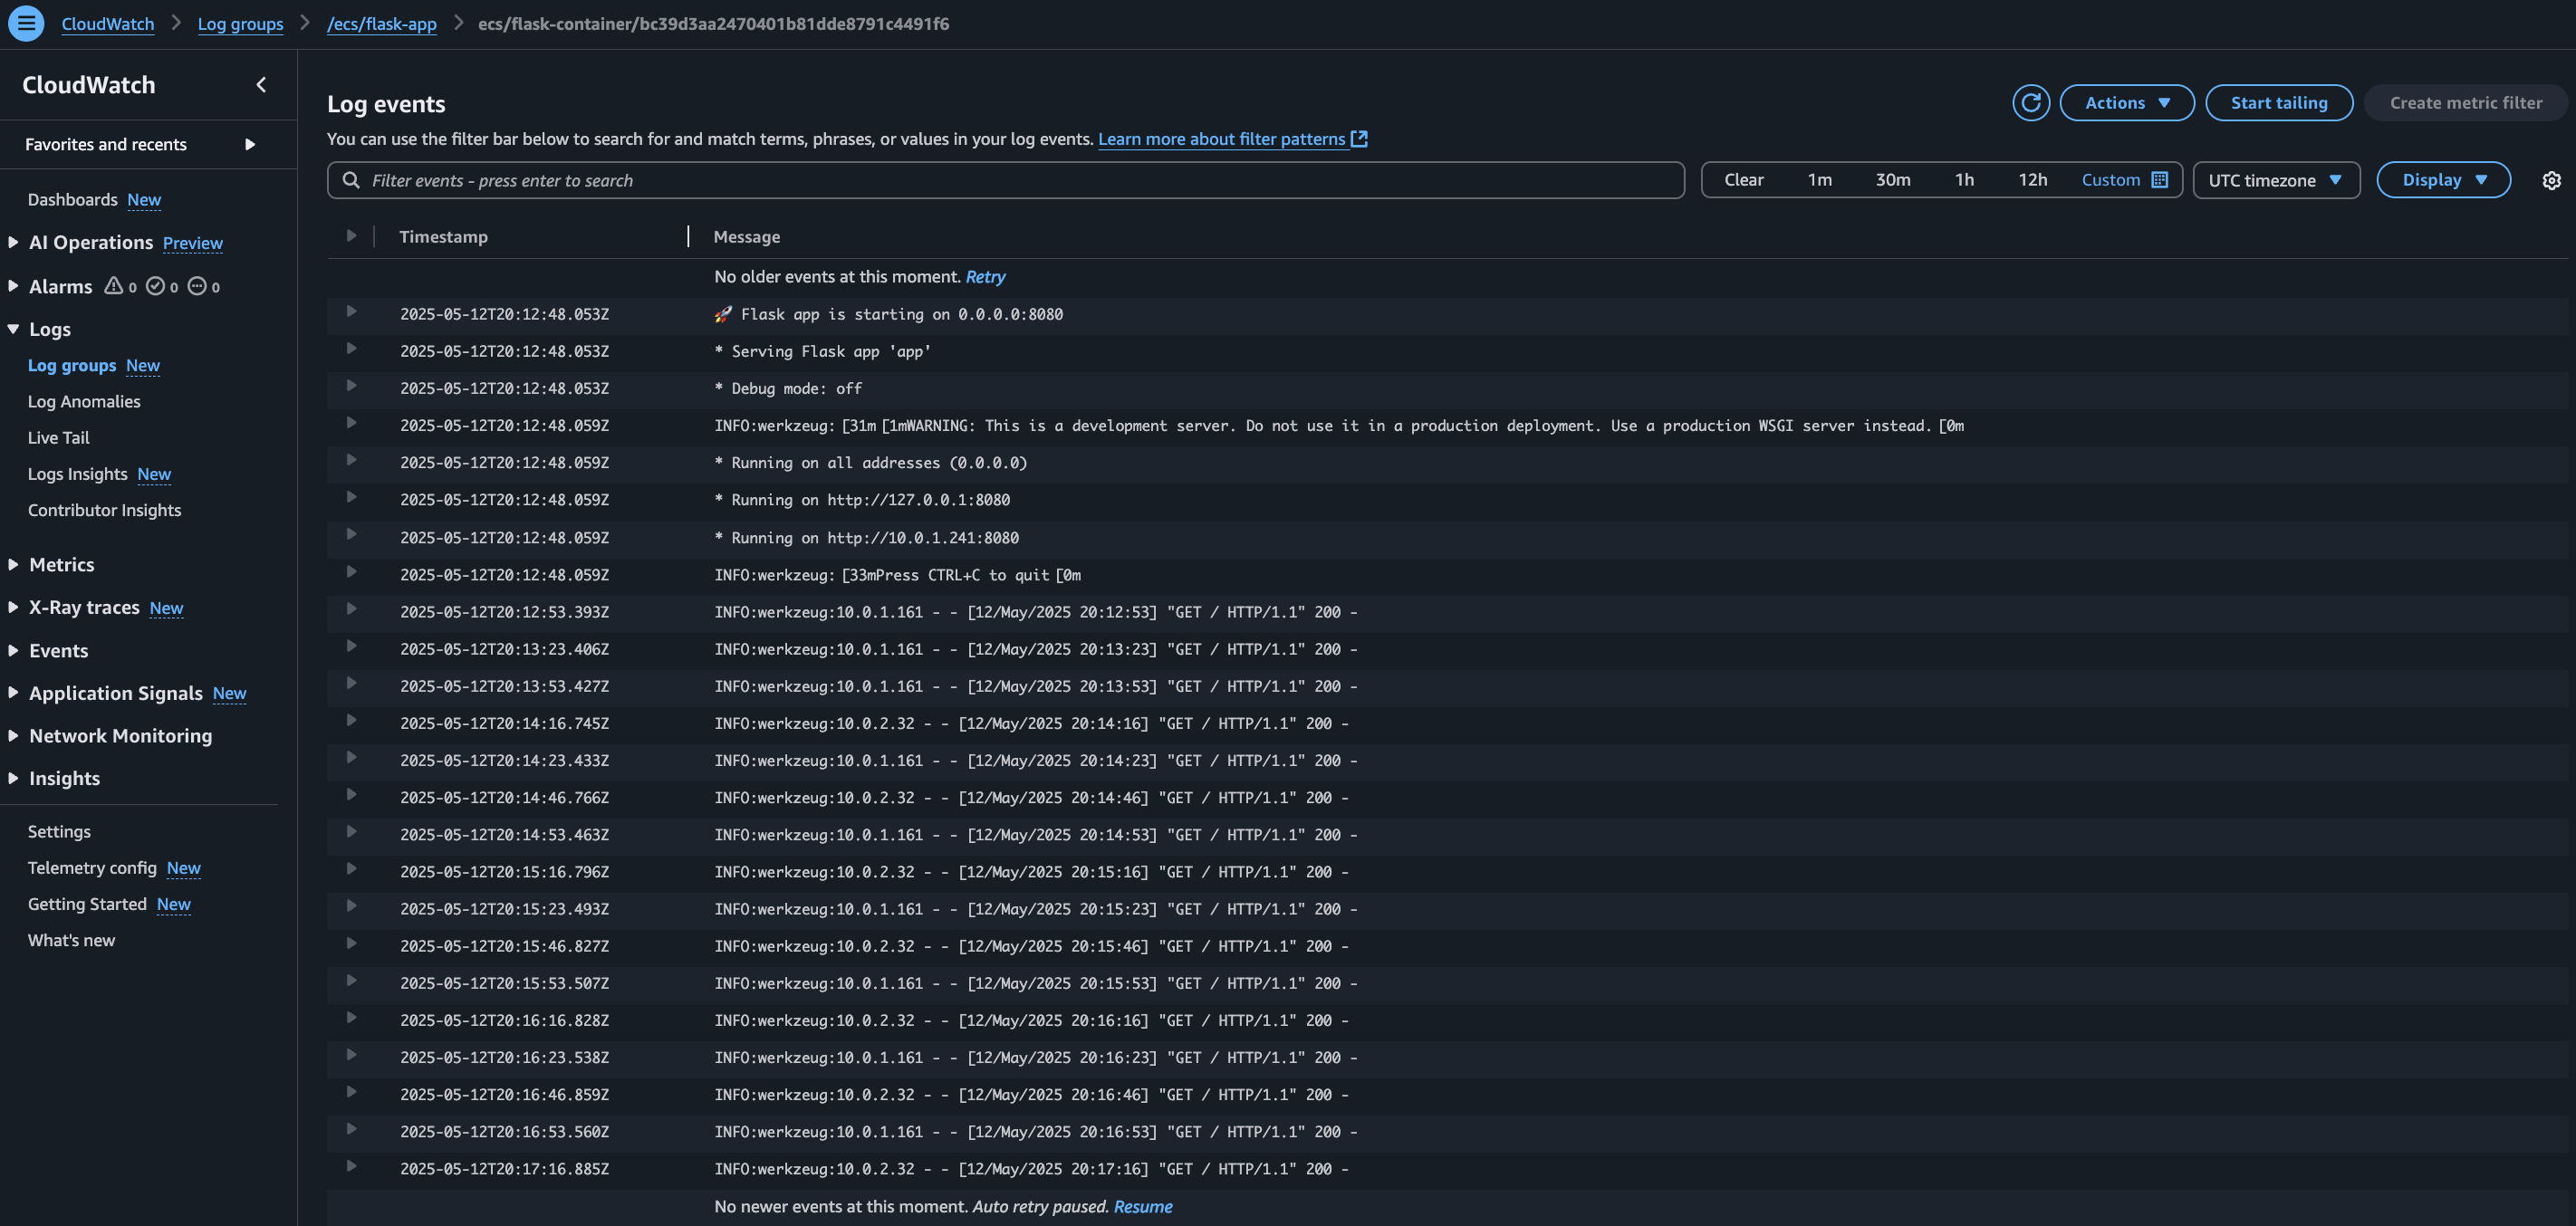 CloudWatch > Log groups > /ecs/flask-app > ecs/flask-container/bc39d3aa2470401b81dde8791c4491f6
CloudWatch
Favorites and recents
Dashboards New
AI Operations Preview
Alarms 0 0 0
Logs
Log groups New
Log Anomalies
Live Tail
Logs Insights New
Contributor Insights
Metrics
X-Ray traces New
Events
Application Signals New
Network Monitoring
Insights
Settings
Telemetry config New
Getting Started New
What's new
Log events
Actions
Start tailing
Create metric filter
You can use the filter bar below to search for and match terms, phrases, or values in your log events. Learn more about filter patterns
Filter events - press enter to search
Clear 1m 30m 1h 12h Custom
UTC timezone
Display
Timestamp Message
No older events at this moment. Retry
2025-05-12T20:12:48.053Z 🚀 Flask app is starting on 0.0.0.0:8080
2025-05-12T20:12:48.053Z * Serving Flask app 'app'
2025-05-12T20:12:48.053Z * Debug mode: off
2025-05-12T20:12:48.059Z INFO:werkzeug:[31m[1mWARNING: This is a development server. Do not use it in a production deployment. Use a production WSGI server instead.[0m
2025-05-12T20:12:48.059Z * Running on all addresses (0.0.0.0)
2025-05-12T20:12:48.059Z * Running on http://127.0.0.1:8080
2025-05-12T20:12:48.059Z * Running on http://10.0.1.241:8080
2025-05-12T20:12:48.059Z INFO:werkzeug:[33mPress CTRL+C to quit[0m
2025-05-12T20:12:53.393Z INFO:werkzeug:10.0.1.161 - - [12/May/2025 20:12:53] "GET / HTTP/1.1" 200 -
2025-05-12T20:13:23.406Z INFO:werkzeug:10.0.1.161 - - [12/May/2025 20:13:23] "GET / HTTP/1.1" 200 -
2025-05-12T20:13:53.427Z INFO:werkzeug:10.0.1.161 - - [12/May/2025 20:13:53] "GET / HTTP/1.1" 200 -
2025-05-12T20:14:16.745Z INFO:werkzeug:10.0.2.32 - - [12/May/2025 20:14:16] "GET / HTTP/1.1" 200 -
2025-05-12T20:14:23.433Z INFO:werkzeug:10.0.1.161 - - [12/May/2025 20:14:23] "GET / HTTP/1.1" 200 -
2025-05-12T20:14:46.766Z INFO:werkzeug:10.0.2.32 - - [12/May/2025 20:14:46] "GET / HTTP/1.1" 200 -
2025-05-12T20:14:53.463Z INFO:werkzeug:10.0.1.161 - - [12/May/2025 20:14:53] "GET / HTTP/1.1" 200 -
2025-05-12T20:15:16.796Z INFO:werkzeug:10.0.2.32 - - [12/May/2025 20:15:16] "GET / HTTP/1.1" 200 -
2025-05-12T20:15:23.493Z INFO:werkzeug:10.0.1.161 - - [12/May/2025 20:15:23] "GET / HTTP/1.1" 200 -
2025-05-12T20:15:46.827Z INFO:werkzeug:10.0.2.32 - - [12/May/2025 20:15:46] "GET / HTTP/1.1" 200 -
2025-05-12T20:15:53.507Z INFO:werkzeug:10.0.1.161 - - [12/May/2025 20:15:53] "GET / HTTP/1.1" 200 -
2025-05-12T20:16:16.828Z INFO:werkzeug:10.0.2.32 - - [12/May/2025 20:16:16] "GET / HTTP/1.1" 200 -
2025-05-12T20:16:23.538Z INFO:werkzeug:10.0.1.161 - - [12/May/2025 20:16:23] "GET / HTTP/1.1" 200 -
2025-05-12T20:16:46.859Z INFO:werkzeug:10.0.2.32 - - [12/May/2025 20:16:46] "GET / HTTP/1.1" 200 -
2025-05-12T20:16:53.560Z INFO:werkzeug:10.0.1.161 - - [12/May/2025 20:16:53] "GET / HTTP/1.1" 200 -
2025-05-12T20:17:16.885Z INFO:werkzeug:10.0.2.32 - - [12/May/2025 20:17:16] "GET / HTTP/1.1" 200 -
No newer events at this moment. Auto retry paused. Resume